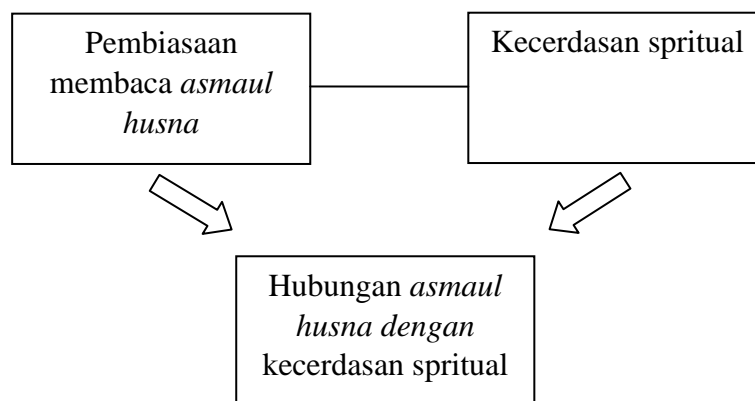 Pembiasaan
membaca asmaul
husna
Kecerdasan spritual
Hubungan asmaul
husna dengan
kecerdasan spritual